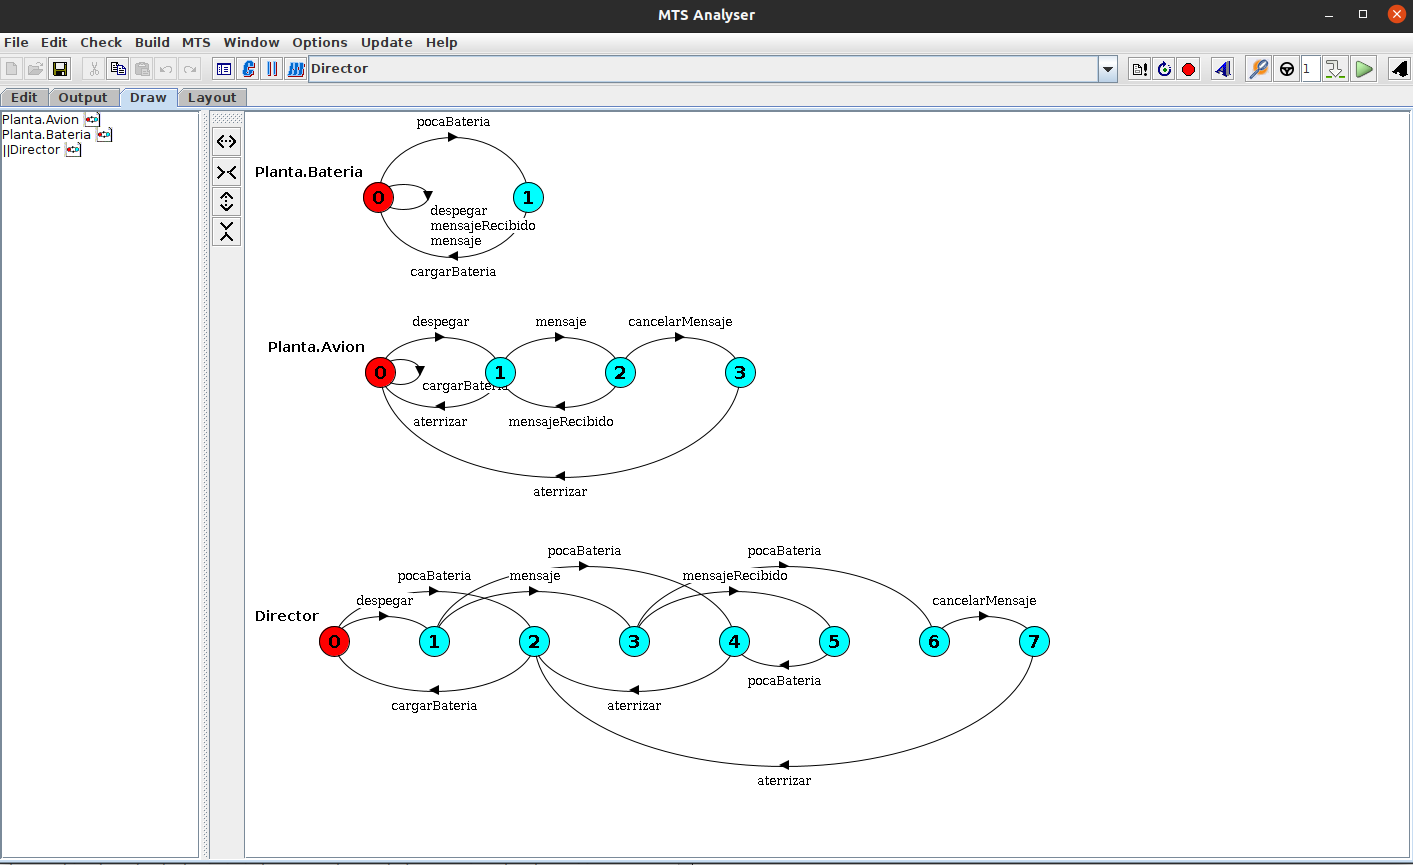 MTS Analyser
File Edit Check Build MTS Window Options Update Help
Director
1
Edit Output Draw Layout
Planta.Avion
Planta.Bateria
||Director
pocaBateria
Planta.Bateria
0
1
despegar
mensajeRecibido
mensaje
cargarBateria
despegar mensaje cancelarMensaje
Planta.Avion
0 1 2 3
cargarBateria
aterrizar mensajeRecibido
aterrizar
pocaBateria pocaBateria
pocaBateria mensaje mensajeRecibido
despegar cancelarMensaje
Director
0 1 2 3 4 5 6 7
pocaBateria
cargarBateria aterrizar
aterrizar